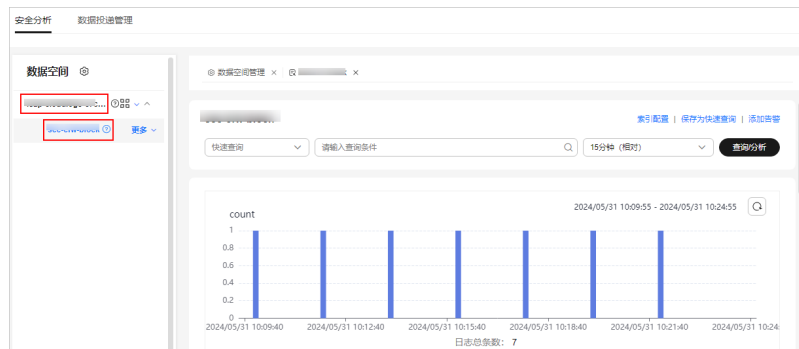 安全分析 数据投递管理
数据空间
数据空间管理 ×
更多
索引配置 | 保存为快速查询 | 添加告警
快速查询 请输入查询条件 15分钟（相对） 查询/分析
2024/05/31 10:09:55 - 2024/05/31 10:24:55
count
1
0.8
0.6
0.4
0.2
0
2024/05/31 10:09:40 2024/05/31 10:12:40 2024/05/31 10:15:40 2024/05/31 10:18:40 2024/05/31 10:21:40 2024/05/31 10:24:
日志总条数： 7